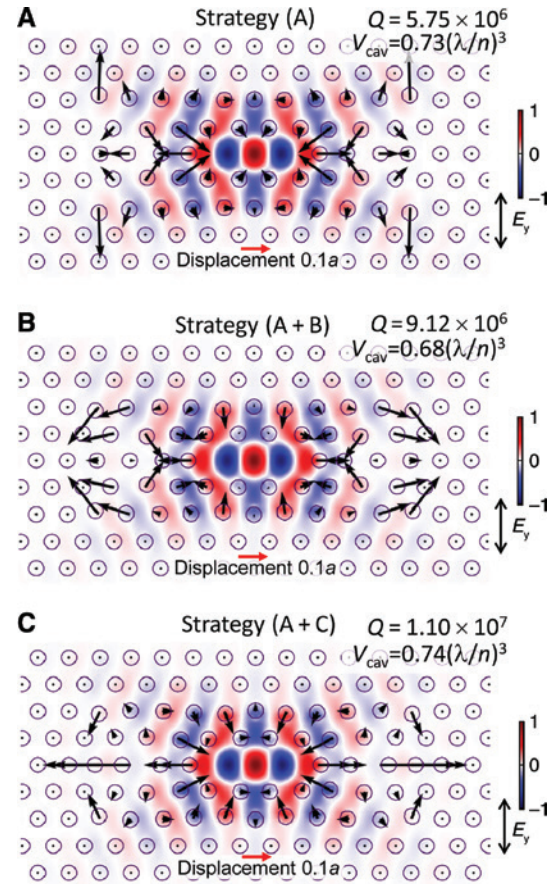 A
Strategy (A)
Q = 5.75 × 10⁶
V_cav = 0.73(λ/n)³
1
0
−1
E_y
Displacement 0.1a
B
Strategy (A + B)
Q = 9.12 × 10⁶
V_cav = 0.68(λ/n)³
1
0
−1
E_y
Displacement 0.1a
C
Strategy (A + C)
Q = 1.10 × 10⁷
V_cav = 0.74(λ/n)³
1
0
−1
E_y
Displacement 0.1a